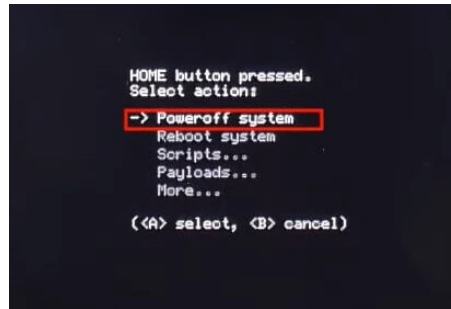 HOME button pressed.
Select action:
-> Poweroff system
Reboot system
Scripts...
Payloads...
More...
(<A> select, <B> cancel)